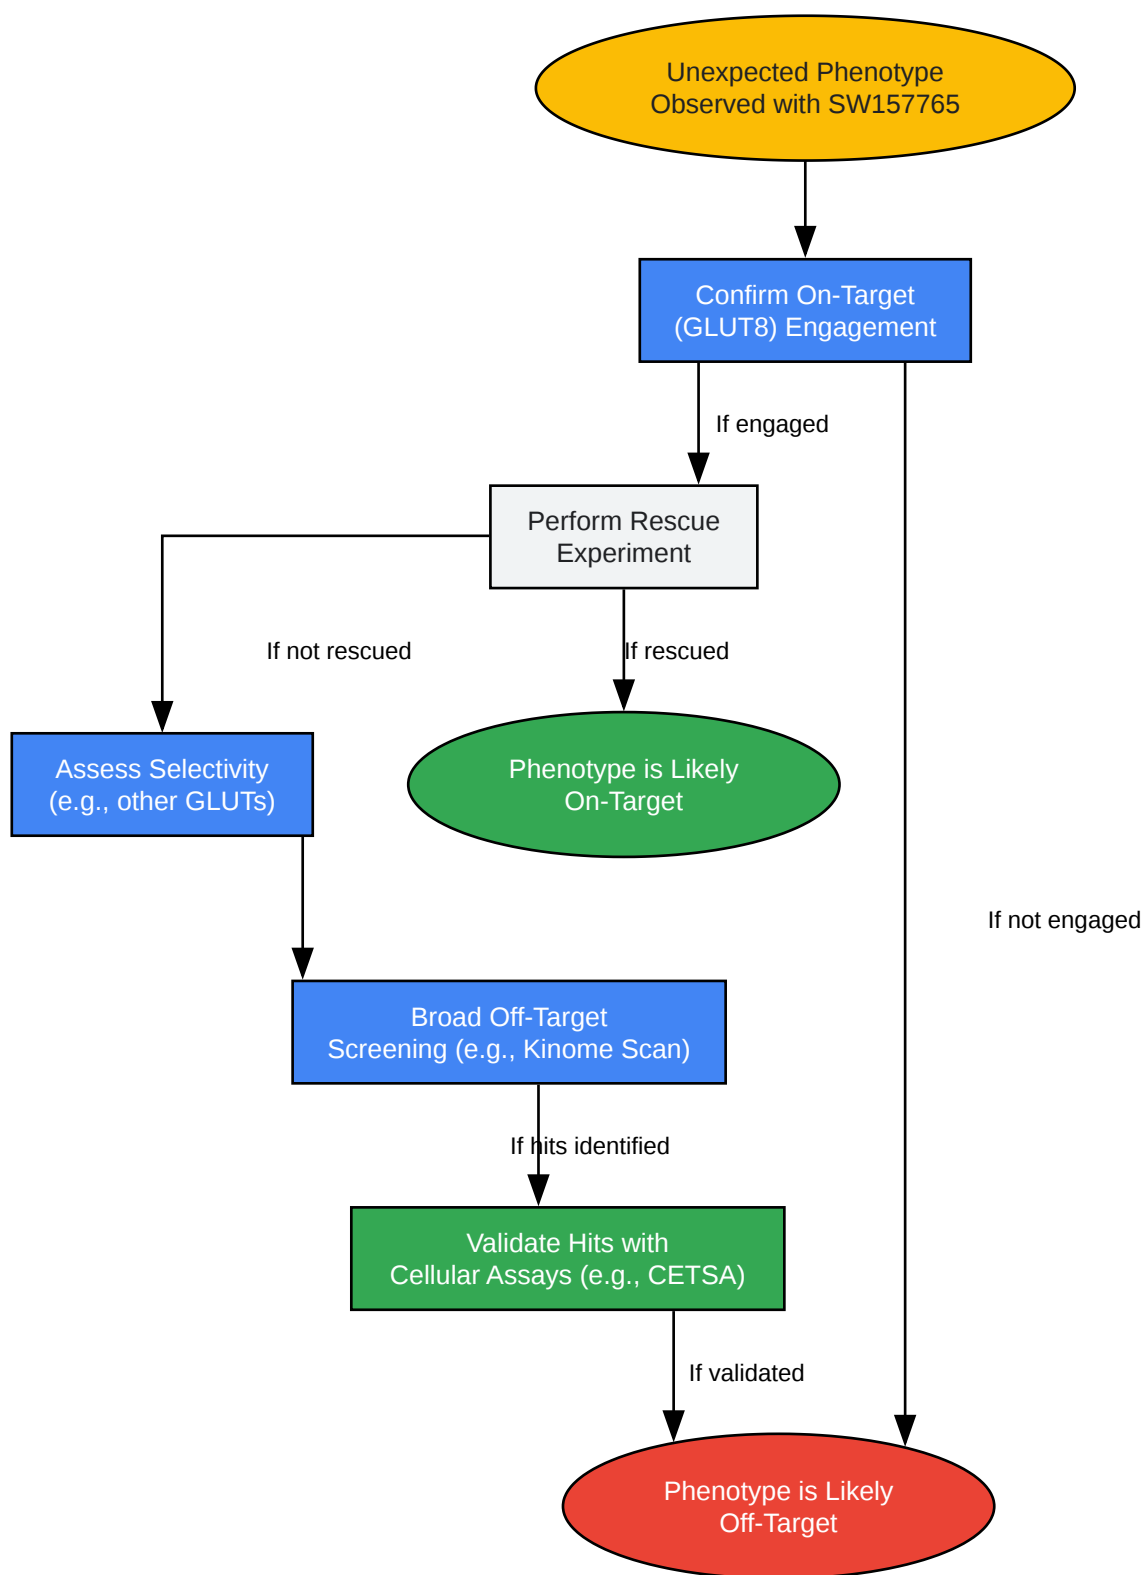 Unexpected Phenotype
Observed with SW157765
Confirm On-Target
(GLUT8) Engagement
If engaged
Perform Rescue
Experiment
If not rescued
If rescued
Assess Selectivity
(e.g., other GLUTs)
Phenotype is Likely
On-Target
If not engaged
Broad Off-Target
Screening (e.g., Kinome Scan)
If hits identified
Validate Hits with
Cellular Assays (e.g., CETSA)
If validated
Phenotype is Likely
Off-Target